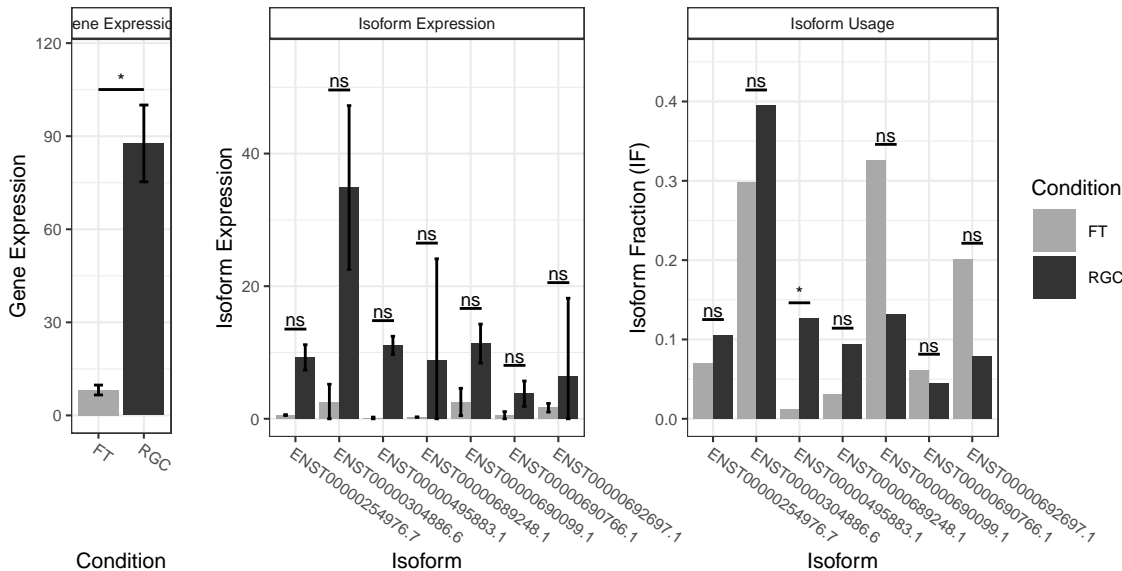 ene Expressio
Isoform Expression
Isoform Usage
Gene Expression
120
90
60
30
0
*
FT
RGC
Condition
Isoform Expression
40
20
0
ns
ns
ns
ns
ns
ns
ns
ENST00000254976.7
ENST00000304886.6
ENST00000495883.1
ENST00000689248.1
ENST00000690099.1
ENST00000690766.1
ENST00000692697.1
Isoform
Isoform Fraction (IF)
0.4
0.3
0.2
0.1
0.0
ns
ns
*
ns
ns
ns
ns
ENST00000254976.7
ENST00000304886.6
ENST00000495883.1
ENST00000689248.1
ENST00000690099.1
ENST00000690766.1
ENST00000692697.1
Isoform
Condition
FT
RGC